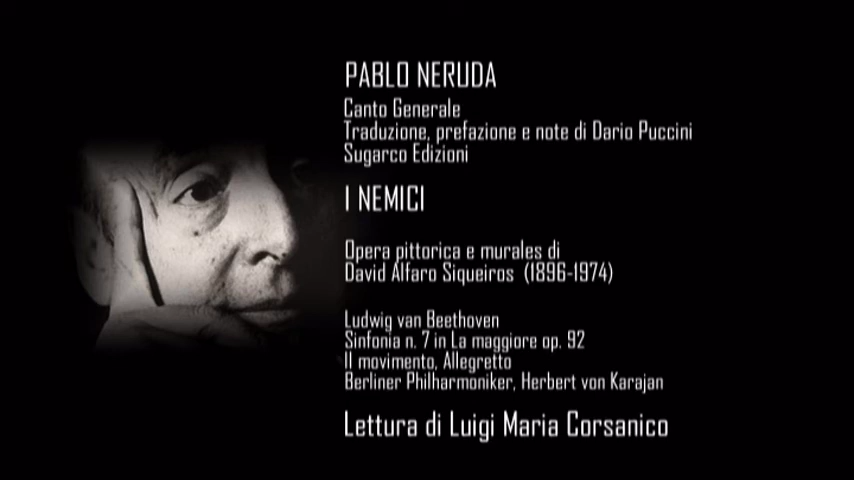 PABLO NERUDA
Canto Generale
Traduzione, prefazione e note di Dario Puccini
Sugarco Edizioni
I NEMICI
Opera pittorica e murales di
David Alfaro Siqueiros (1896-1974)
Ludwig van Beethoven
Sinfonia n. 7 in La maggiore op. 92
II movimento, Allegretto
Berliner Philharmoniker, Herbert von Karajan
Lettura di Luigi Maria Corsanico